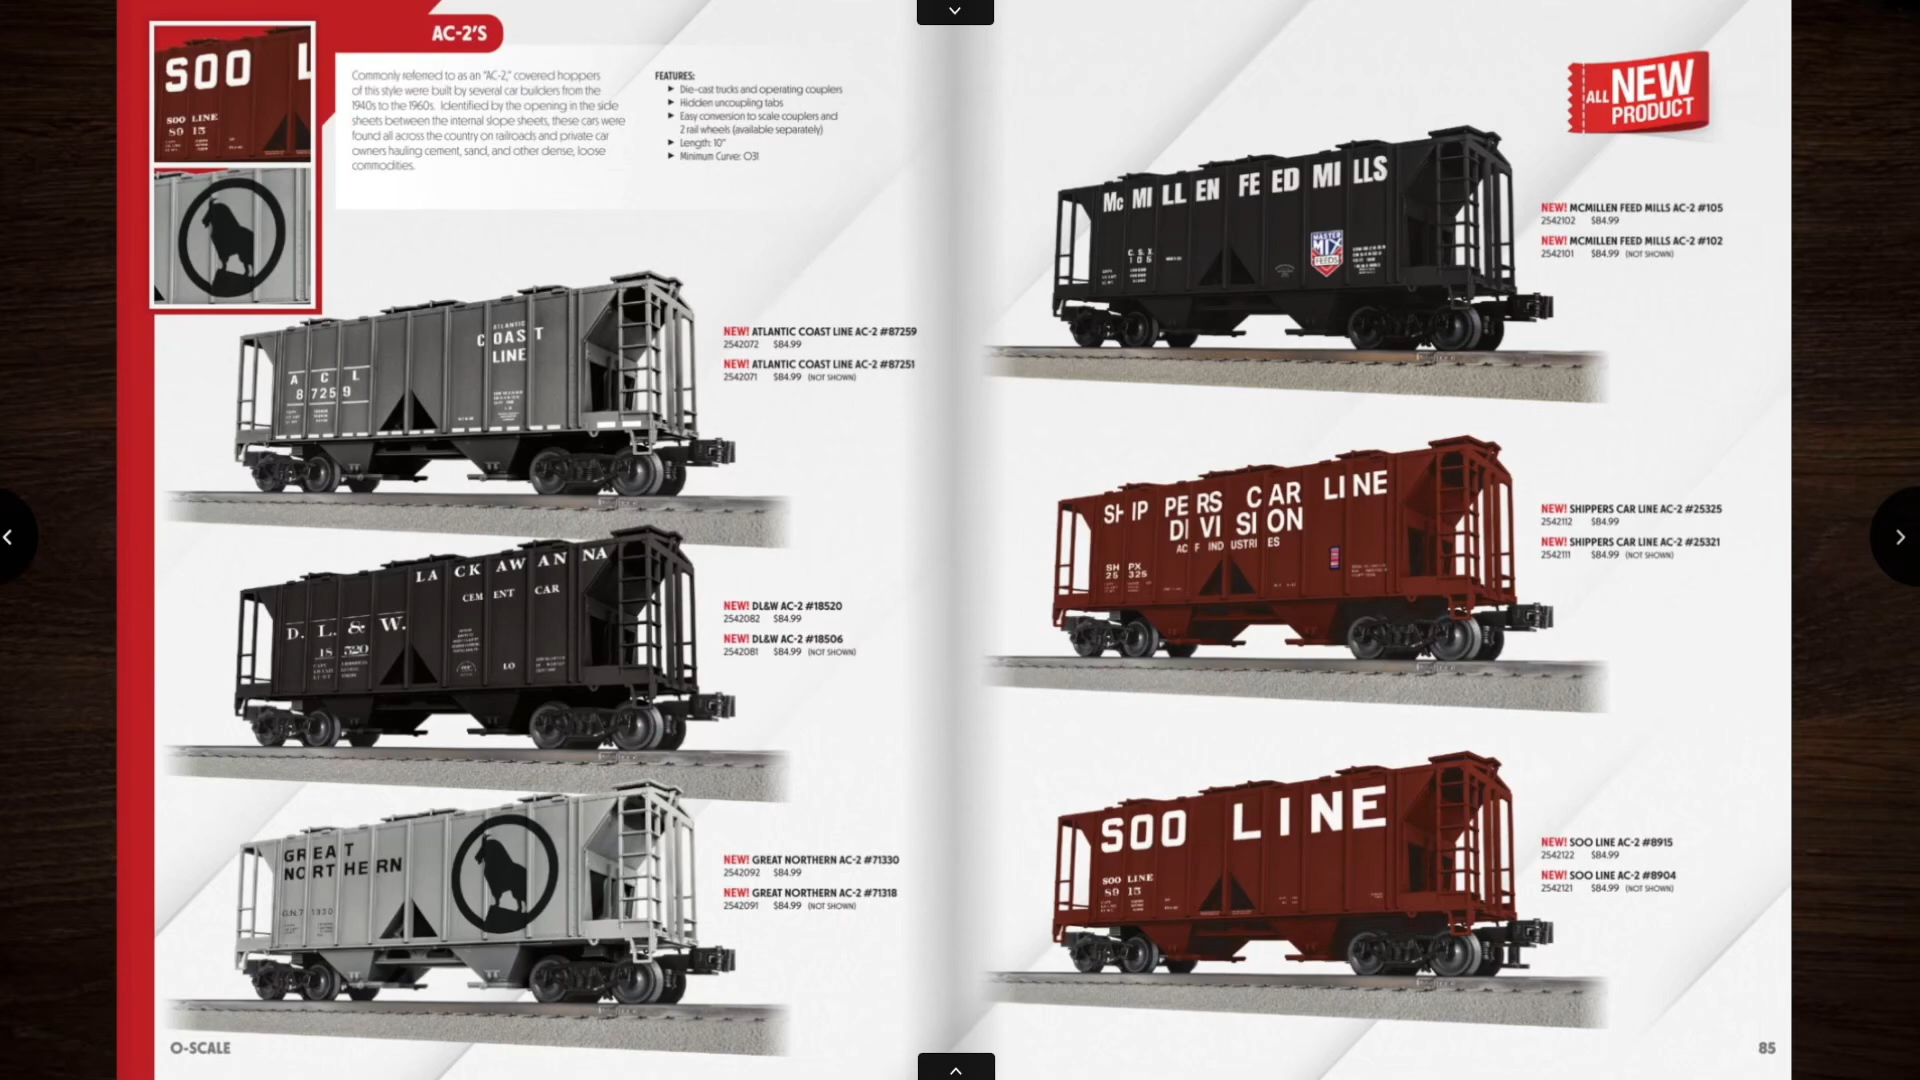 AC-2'S
SOO L
SOO LINE
8915
Commonly referred to as an "AC-2," covered hoppers
of this style were built by several car builders from the
1940s to the 1960s. Identified by the opening in the side
sheets between the internal slope sheets, these cars were
found all across the country on railroads and private car
owners hauling cement, sand, and other dense, loose
commodities.
FEATURES:
Die-cast trucks and operating couplers
Hidden uncoupling tabs
Easy conversion to scale couplers and
2 rail wheels (available separately)
Length: 10"
Minimum Curve: O31
ATLANTIC
COAST
LINE
A C L
87259
NEW! ATLANTIC COAST LINE AC-2 #87259
2542072 $84.99
NEW! ATLANTIC COAST LINE AC-2 #87251
2542071 $84.99 (NOT SHOWN)
LACKAWANNA
CEMENT CAR
D. L. & W.
18520
LO
NEW! DL&W AC-2 #18520
2542082 $84.99
NEW! DL&W AC-2 #18506
2542081 $84.99 (NOT SHOWN)
GREAT
NORTHERN
G.N.71330
NEW! GREAT NORTHERN AC-2 #71330
2542092 $84.99
NEW! GREAT NORTHERN AC-2 #71318
2542091 $84.99 (NOT SHOWN)
O-SCALE
ALL NEW
PRODUCT
McMILLEN FEED MILLS
C.S.X.
105
MASTER
MIX
FEEDS
NEW! MCMILLEN FEED MILLS AC-2 #105
2542102 $84.99
NEW! MCMILLEN FEED MILLS AC-2 #102
2542101 $84.99 (NOT SHOWN)
SHIPPERS CAR LINE
DIVISION
ACF INDUSTRIES
SHPX
25325
NEW! SHIPPERS CAR LINE AC-2 #25325
2542112 $84.99
NEW! SHIPPERS CAR LINE AC-2 #25321
2542111 $84.99 (NOT SHOWN)
SOO LINE
SOO LINE
8915
NEW! SOO LINE AC-2 #8915
2542122 $84.99
NEW! SOO LINE AC-2 #8904
2542121 $84.99 (NOT SHOWN)
85